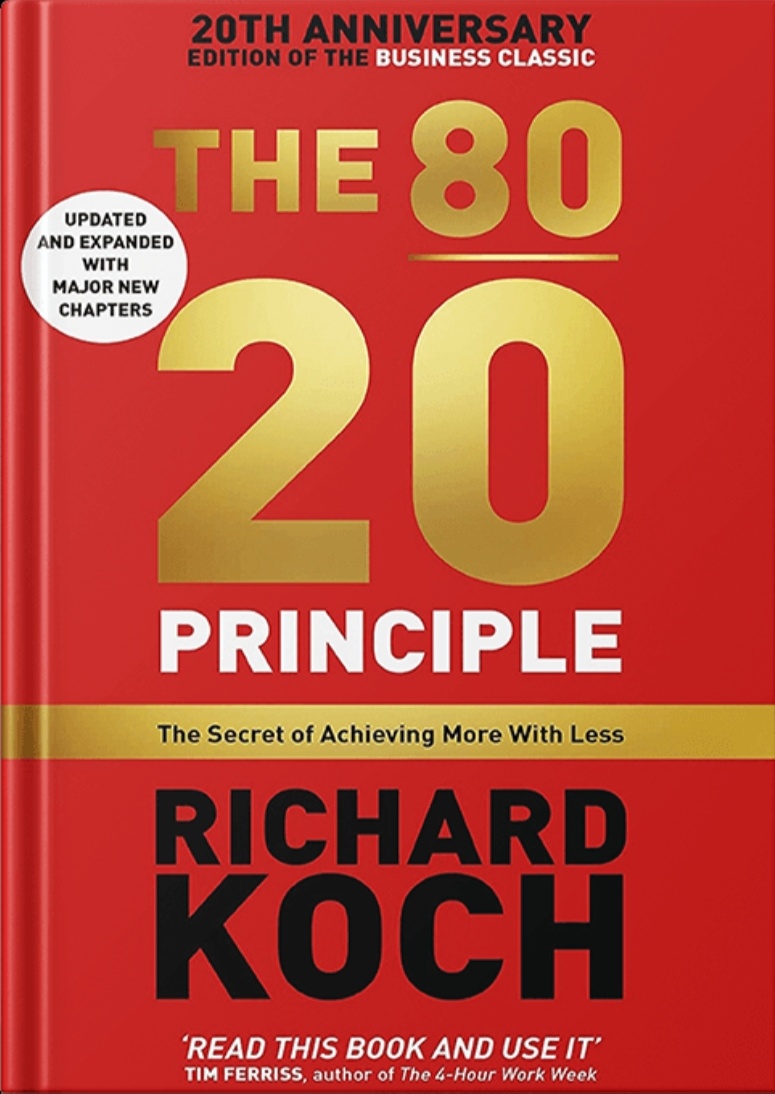 20TH ANNIVERSARY
EDITION OF THE BUSINESS CLASSIC
THE 80
20
PRINCIPLE
UPDATED
AND EXPANDED
WITH
MAJOR NEW
CHAPTERS
The Secret of Achieving More With Less
RICHARD
KOCH
‘READ THIS BOOK AND USE IT’
TIM FERRISS, author of The 4-Hour Work Week